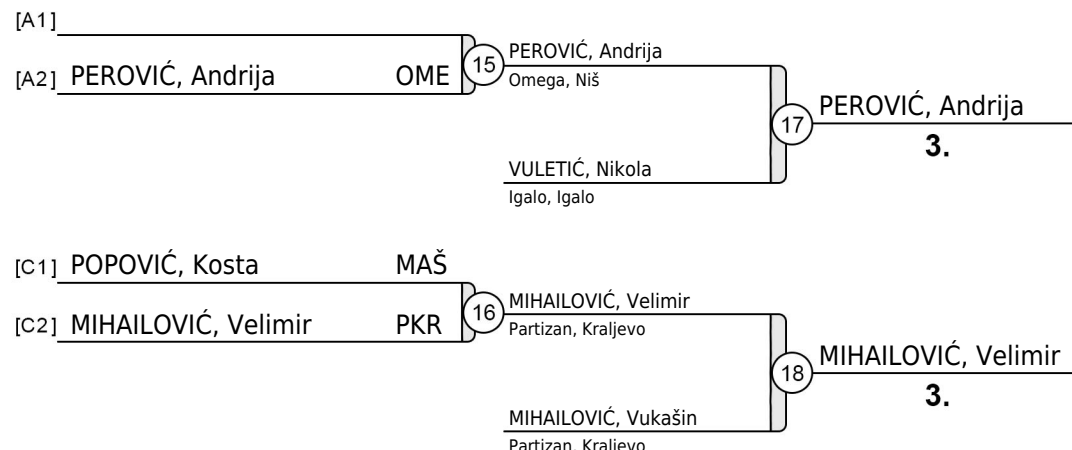 [A1]
[A2] PEROVIĆ, Andrija OME
15
PEROVIĆ, Andrija
Omega, Niš
17
PEROVIĆ, Andrija
3.
VULETIĆ, Nikola
Igalo, Igalo
[C1] POPOVIĆ, Kosta MAŠ
[C2] MIHAILOVIĆ, Velimir PKR
16
MIHAILOVIĆ, Velimir
Partizan, Kraljevo
18
MIHAILOVIĆ, Velimir
3.
MIHAILOVIĆ, Vukašin
Partizan, Kraljevo